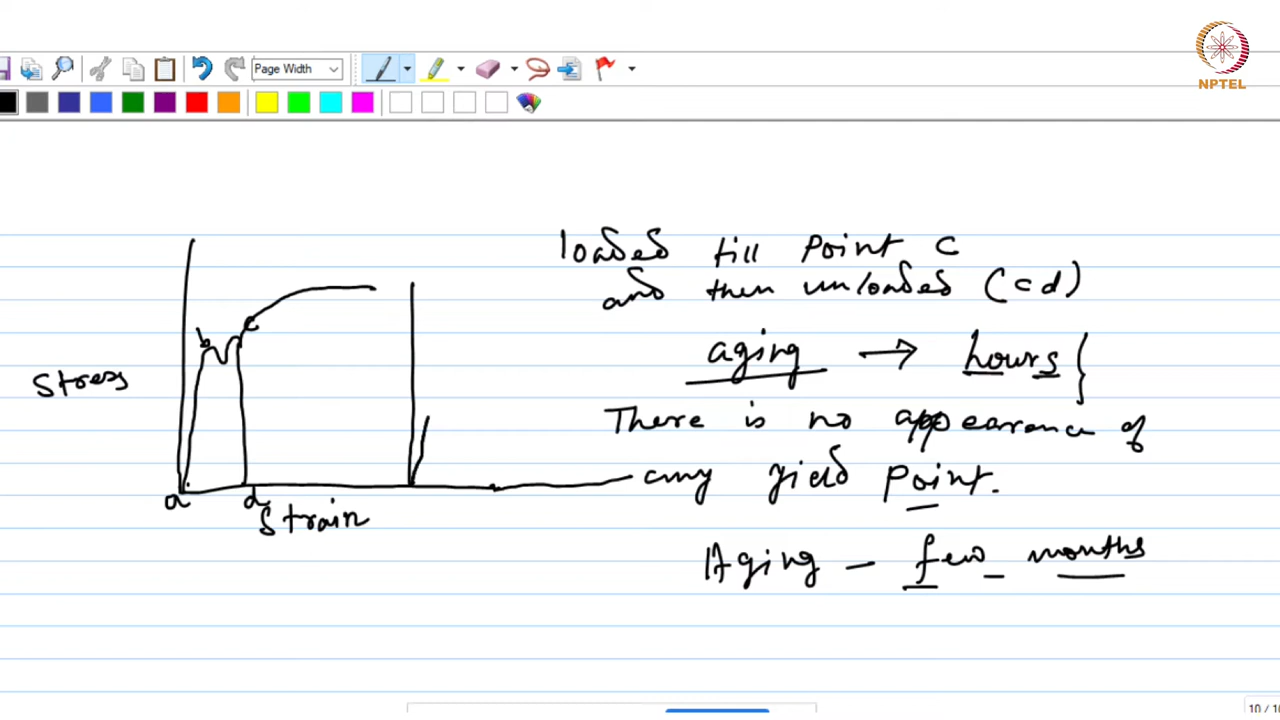 Page Width
NPTEL
loaded till Point C
and then unloaded (cd)
aging → hours }
There is no appearance of
any yield Point.
Aging - few months
Stress
b
c
a
d
Strain
10 / 10